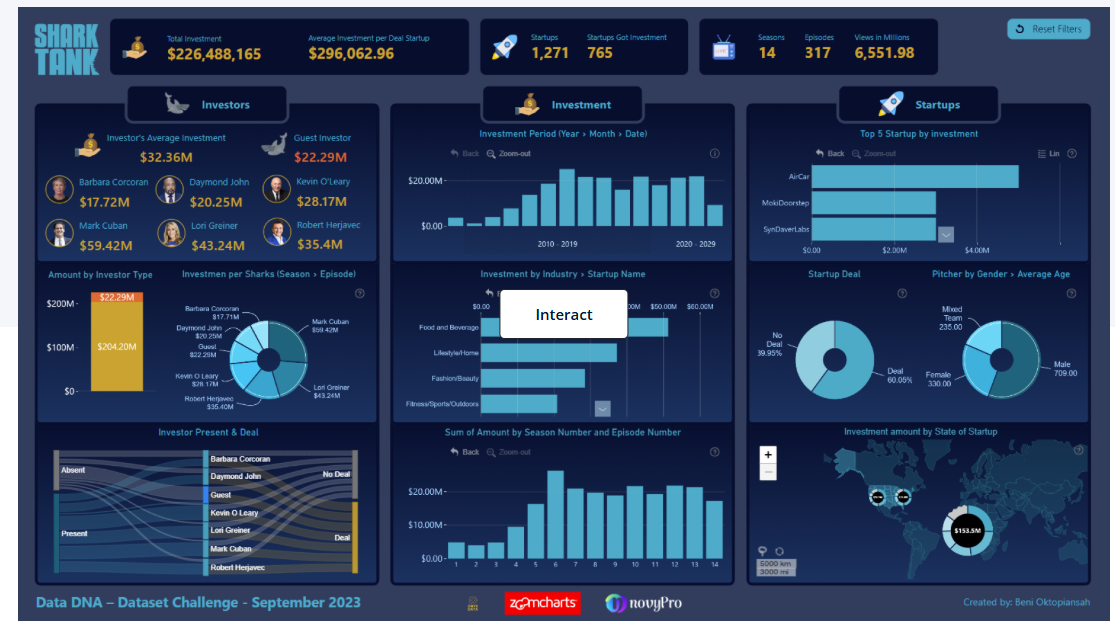 SHARK
TANK
Total Investment
$226,488,165
Average Investment per Deal Startup
$296,062.96
Startups
1,271
Startups Got Investment
765
Seasons
14
Episodes
317
Views in Millions
6,551.98
Reset Filters
Investors
Investor's Average Investment
$32.36M
Guest Investor
$22.29M
Barbara Corcoran
$17.72M
Daymond John
$20.25M
Kevin O'Leary
$28.17M
Mark Cuban
$59.42M
Lori Greiner
$43.24M
Robert Herjavec
$35.4M
Amount by Investor Type
$200M
$100M
$0
$22.29M
$204.20M
Investmen per Sharks (Season > Episode)
Barbara Corcoran
$17.71M
Daymond John
$20.25M
Guest
$22.29M
Kevin O Leary
$28.17M
Robert Herjavec
$35.40M
Mark Cuban
$59.42M
Lori Greiner
$43.24M
Investor Present & Deal
Absent
Present
Barbara Corcoran
Daymond John
Guest
Kevin O Leary
Lori Greiner
Mark Cuban
Robert Herjavec
No Deal
Deal
Investment
Investment Period (Year > Month > Date)
Back Zoom-out
$20.00M
$0.00
2010 - 2019
2020 - 2029
Investment by Industry > Startup Name
$0.00
$50.00M
$60.00M
Interact
Food and Beverage
Lifestyle/Home
Fashion/Beauty
Fitness/Sports/Outdoors
Sum of Amount by Season Number and Episode Number
Back Zoom-out
$20.00M
$10.00M
$0.00
1 2 3 4 5 6 7 8 9 10 11 12 13 14
Startups
Top 5 Startup by investment
Back Zoom-out
Lin
AirCar
MokiDoorstep
SynDaverLabs
$0.00
$2.00M
$4.00M
Startup Deal
No
Deal
39.95%
Deal
60.05%
Pitcher by Gender > Average Age
Mixed
Team
235.00
Female
330.00
Male
709.00
Investment amount by State of Startup
+
−
$153.5M
5000 km
3000 mi
Data DNA – Dataset Challenge - September 2023
zoomcharts
novyPro
Created by: Beni Oktopiansah